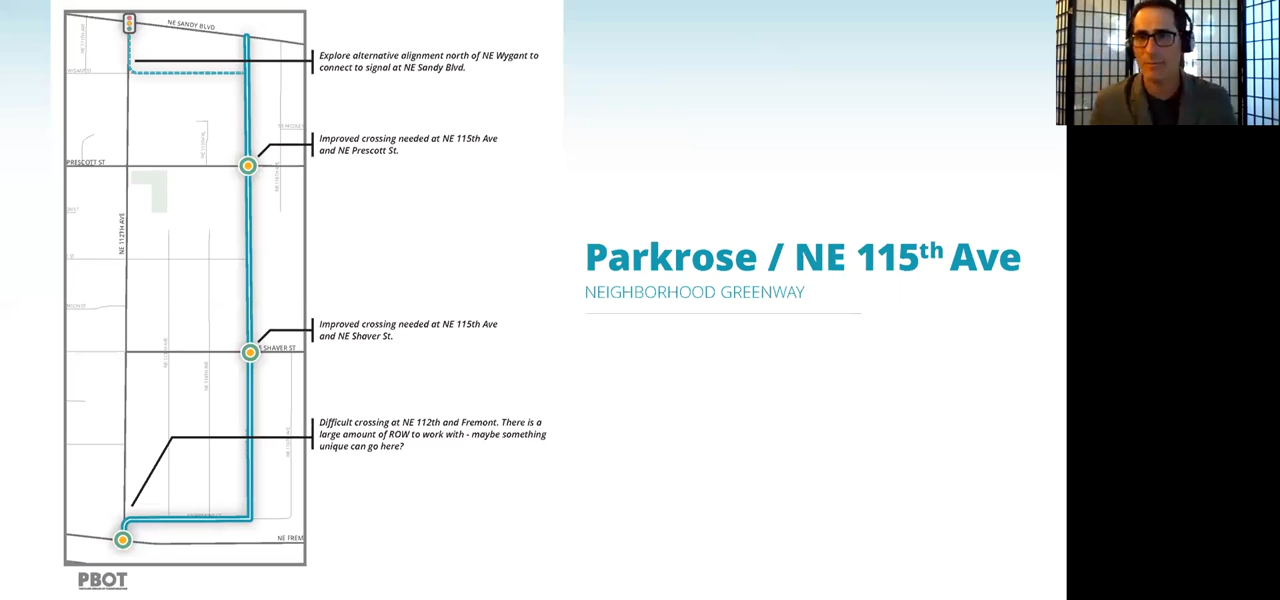 NE SANDY BLVD
Explore alternative alignment north of NE Wygant to
connect to signal at NE Sandy Blvd.
WYGANT ST
Improved crossing needed at NE 115th Ave
and NE Prescott St.
PRESCOTT ST
NE 112TH AVE
Parkrose / NE 115th Ave
NEIGHBORHOOD GREENWAY
Improved crossing needed at NE 115th Ave
and NE Shaver St.
SHAVER ST
Difficult crossing at NE 112th and Fremont. There is a
large amount of ROW to work with - maybe something
unique can go here?
NE FREM
PBOT